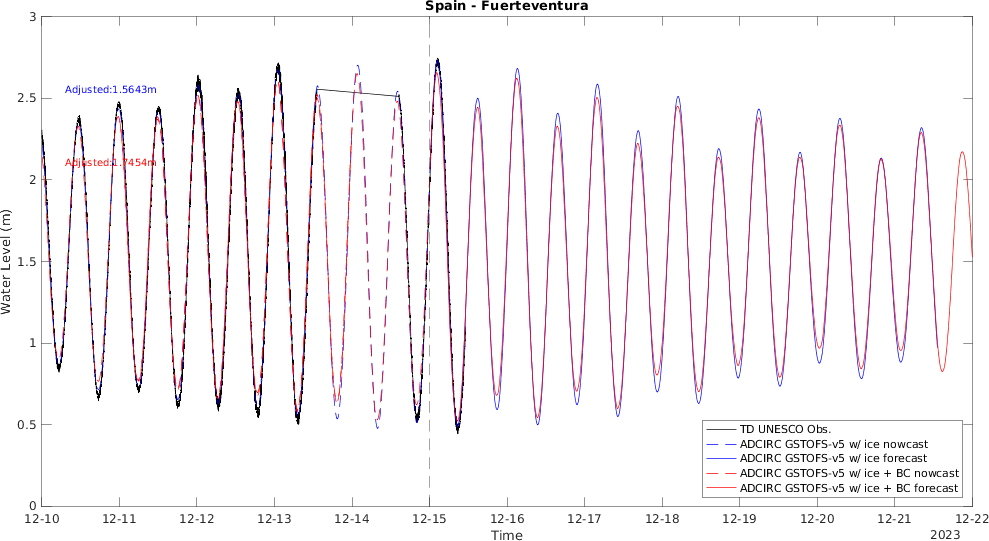 Spain - Fuerteventura
3
2.5
2
1.5
1
0.5
0
Water Level (m)
Adjusted:1.5643m
Adjusted:1.7454m
TD UNESCO Obs.
ADCIRC GSTOFS-v5 w/ ice nowcast
ADCIRC GSTOFS-v5 w/ ice forecast
ADCIRC GSTOFS-v5 w/ ice + BC nowcast
ADCIRC GSTOFS-v5 w/ ice + BC forecast
12-10 12-11 12-12 12-13 12-14 12-15 12-16 12-17 12-18 12-19 12-20 12-21 12-22
Time
2023